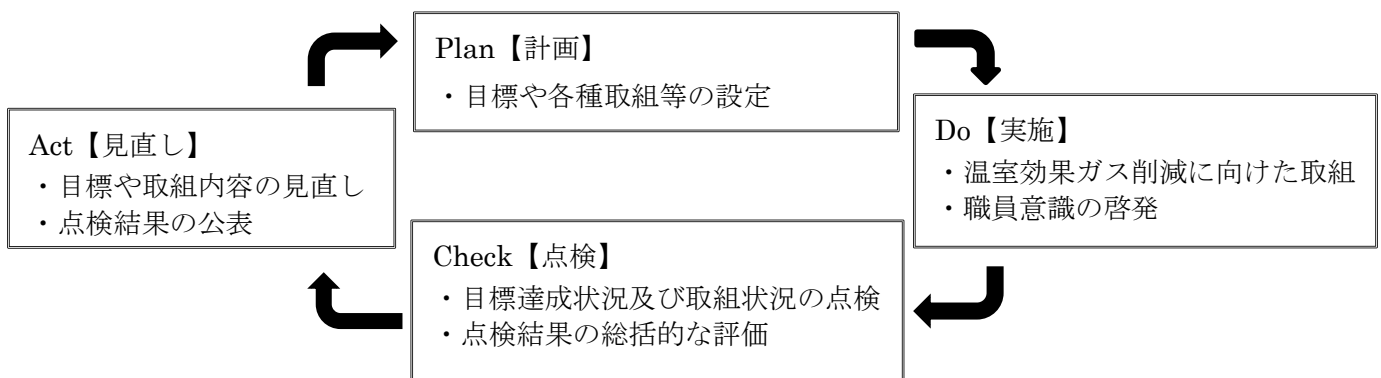 Plan【計画】
・目標や各種取組等の設定
Do【実施】
・温室効果ガス削減に向けた取組
・職員意識の啓発
Check【点検】
・目標達成状況及び取組状況の点検
・点検結果の総括的な評価
Act【見直し】
・目標や取組内容の見直し
・点検結果の公表